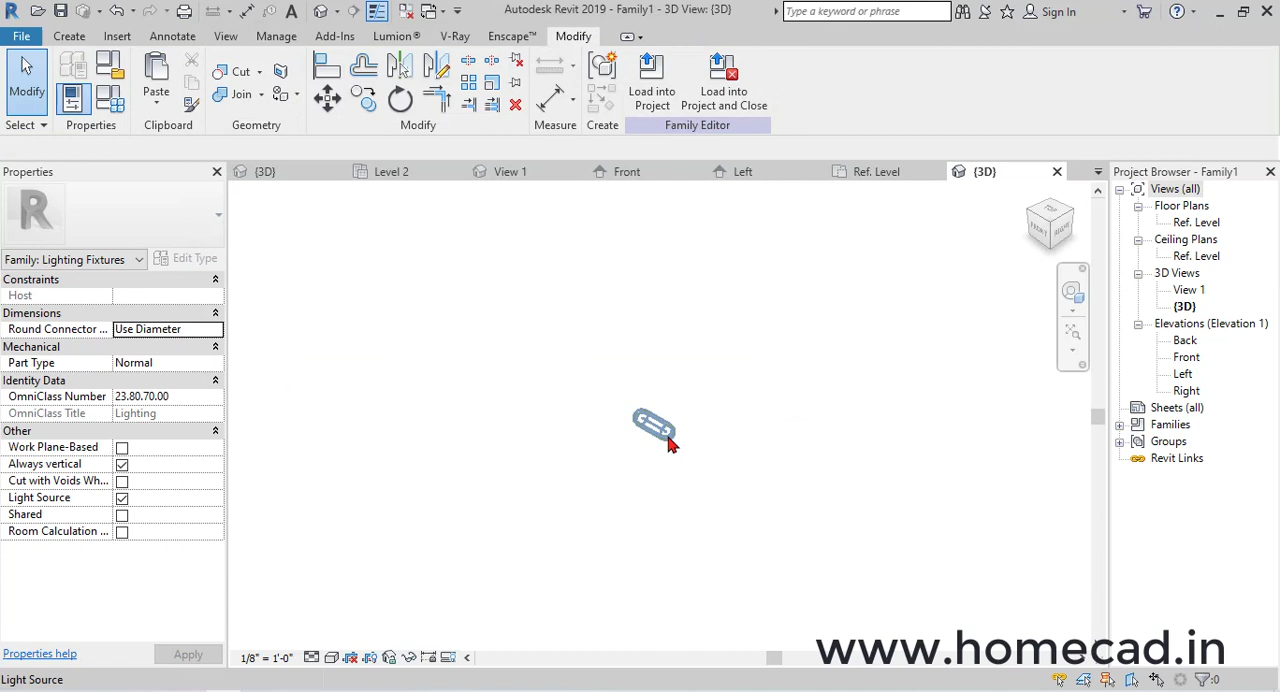 Autodesk Revit 2019 - Family1 - 3D View: {3D}
Type a keyword or phrase
Sign In
File Create Insert Annotate View Manage Add-Ins Lumion® V-Ray Enscape™ Modify
Modify
Paste
Cut
Join
Load into Project
Load into Project and Close
Select Properties Clipboard Geometry Modify Measure Create Family Editor
Properties
{3D} Level 2 View 1 Front Left Ref. Level {3D}
Family: Lighting Fixtures
Edit Type
Constraints
Host
Dimensions
Round Connector ... Use Diameter
Mechanical
Part Type Normal
Identity Data
OmniClass Number 23.80.70.00
OmniClass Title Lighting
Other
Work Plane-Based
Always vertical
Cut with Voids Wh...
Light Source
Shared
Room Calculation ...
Properties help
Apply
TOP
FRONT
RIGHT
Project Browser - Family1
Views (all)
Floor Plans
Ref. Level
Ceiling Plans
Ref. Level
3D Views
View 1
{3D}
Elevations (Elevation 1)
Back
Front
Left
Right
Sheets (all)
Families
Groups
Revit Links
1/8" = 1'-0"
www.homecad.in
Light Source
:0